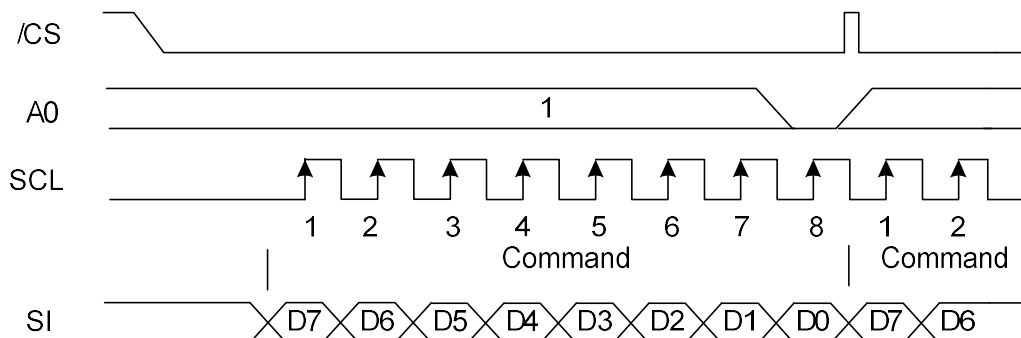 /CS
A0 1
SCL
1 2 3 4 5 6 7 8 1 2
Command Command
SI D7 D6 D5 D4 D3 D2 D1 D0 D7 D6